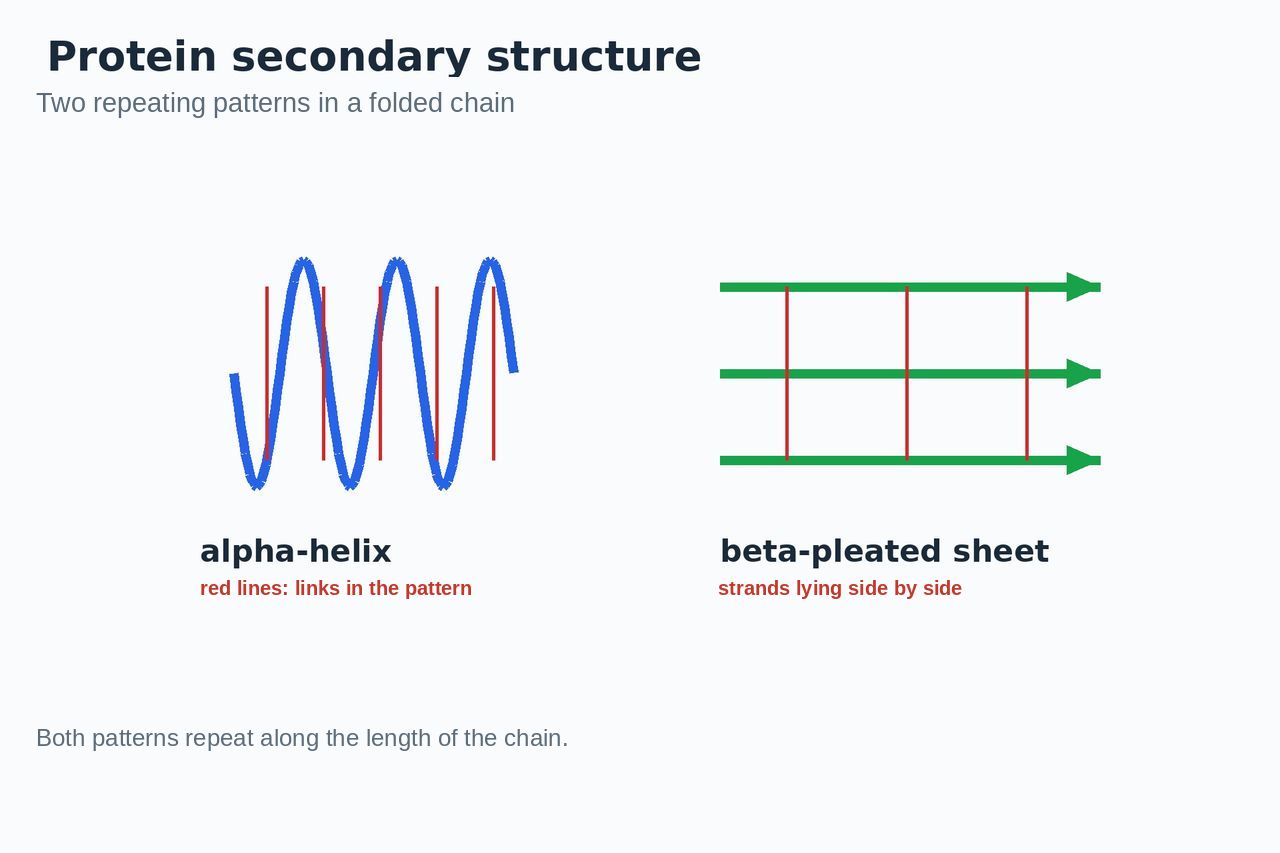 Protein secondary structure
Two repeating patterns in a folded chain
alpha-helix
red lines: links in the pattern
beta-pleated sheet
strands lying side by side
Both patterns repeat along the length of the chain.